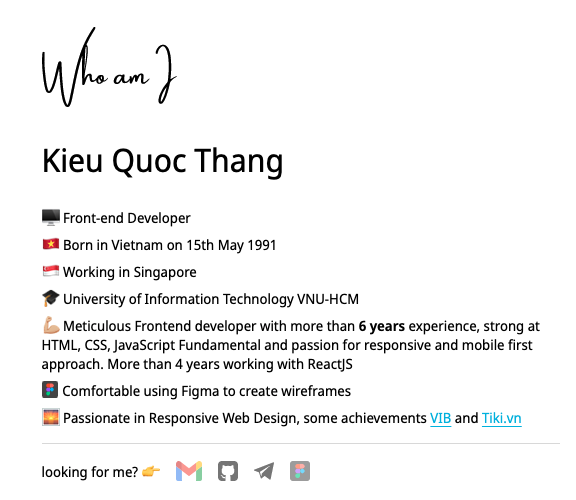 Who am I
Kieu Quoc Thang
Front-end Developer
Born in Vietnam on 15th May 1991
Working in Singapore
University of Information Technology VNU-HCM
Meticulous Frontend developer with more than 6 years experience, strong at
HTML, CSS, JavaScript Fundamental and passion for responsive and mobile first
approach. More than 4 years working with ReactJS
Comfortable using Figma to create wireframes
Passionate in Responsive Web Design, some achievements VIB and Tiki.vn
looking for me?